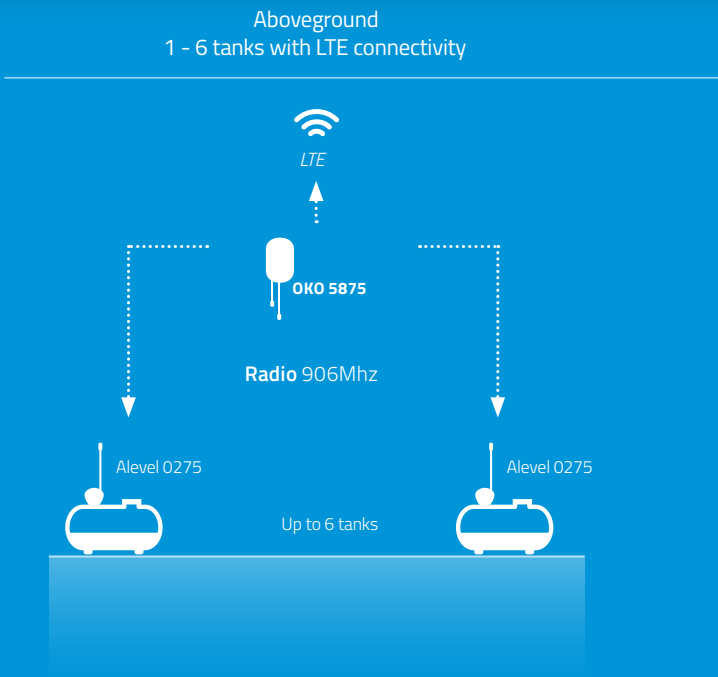 Aboveground
1 - 6 tanks with LTE connectivity
LTE
OKO 5875
Radio 906Mhz
Alevel 0275
Alevel 0275
Up to 6 tanks